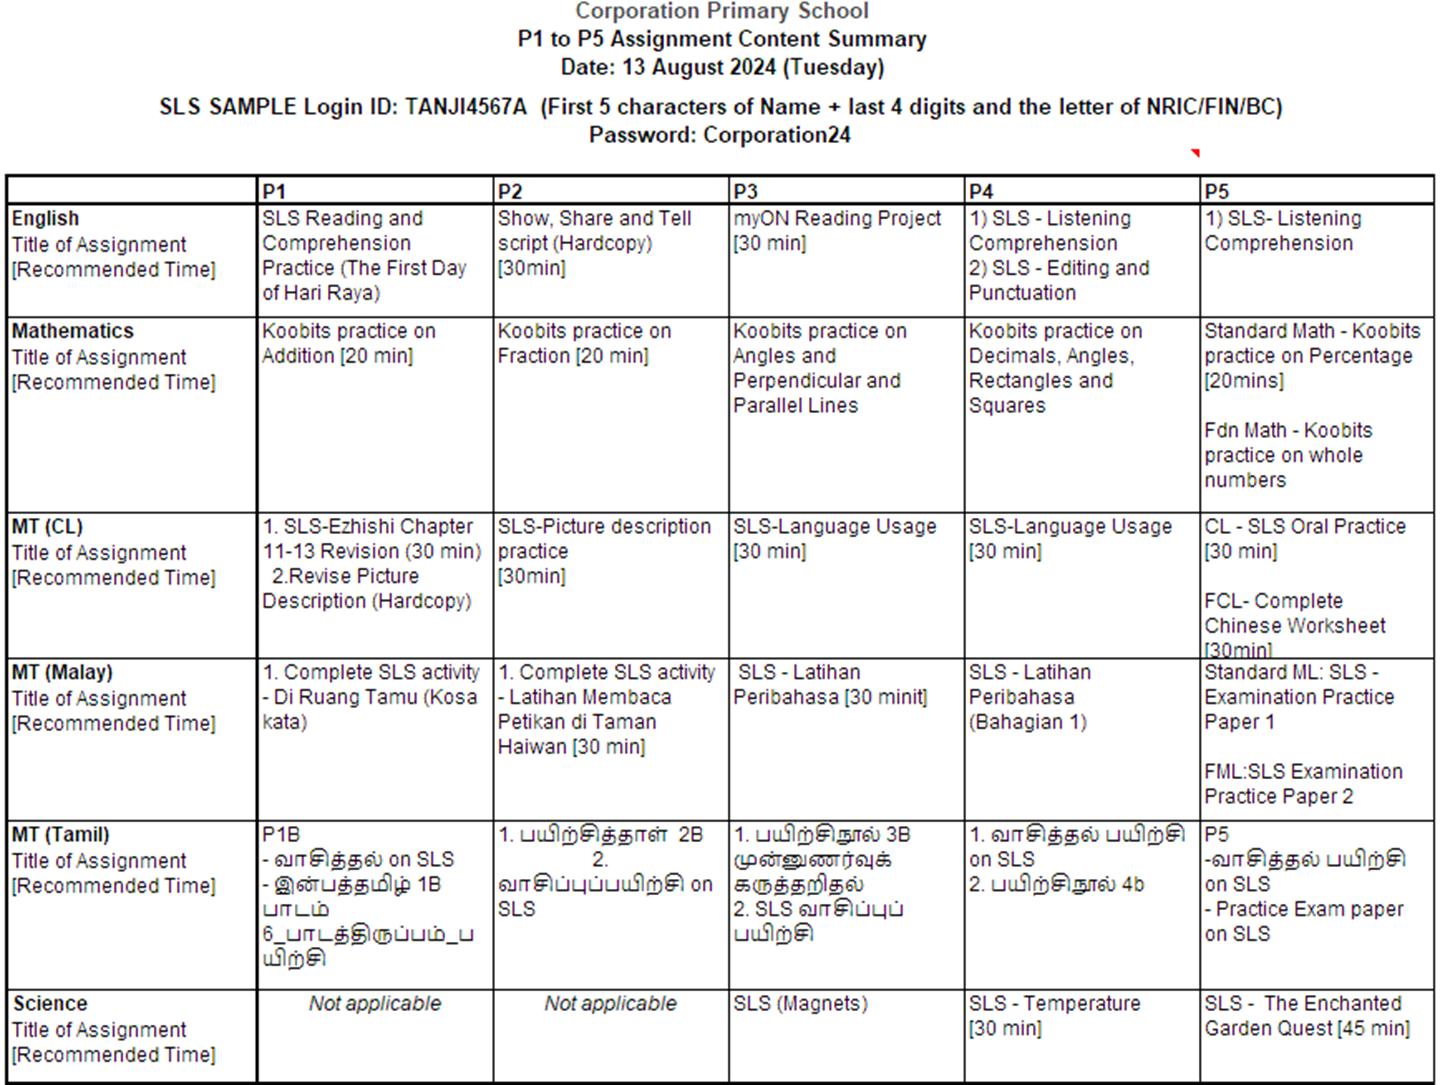 Corporation Primary School
P1 to P5 Assignment Content Summary
Date: 13 August 2024 (Tuesday)
SLS SAMPLE Login ID: TANJI4567A (First 5 characters of Name + last 4 digits and the letter of NRIC/FIN/BC)
Password: Corporation24
P1
P2
P3
P4
P5
English
Title of Assignment
[Recommended Time]
SLS Reading and
Comprehension
Practice (The First Day
of Hari Raya)
Show, Share and Tell
script (Hardcopy)
[30min]
myON Reading Project
[30 min]
1) SLS - Listening
Comprehension
2) SLS - Editing and
Punctuation
1) SLS- Listening
Comprehension
Mathematics
Title of Assignment
[Recommended Time]
Koobits practice on
Addition [20 min]
Koobits practice on
Fraction [20 min]
Koobits practice on
Angles and
Perpendicular and
Parallel Lines
Koobits practice on
Decimals, Angles,
Rectangles and
Squares
Standard Math - Koobits
practice on Percentage
[20mins]
Fdn Math - Koobits
practice on whole
numbers
MT (CL)
Title of Assignment
[Recommended Time]
1. SLS-Ezhishi Chapter
11-13 Revision (30 min)
2.Revise Picture
Description (Hardcopy)
SLS-Picture description
practice
[30min]
SLS-Language Usage
[30 min]
SLS-Language Usage
[30 min]
CL - SLS Oral Practice
[30 min]
FCL- Complete
Chinese Worksheet
[30min]
MT (Malay)
Title of Assignment
[Recommended Time]
1. Complete SLS activity
- Di Ruang Tamu (Kosa
kata)
1. Complete SLS activity
- Latihan Membaca
Petikan di Taman
Haiwan [30 min]
SLS - Latihan
Peribahasa [30 minit]
SLS - Latihan
Peribahasa
(Bahagian 1)
Standard ML: SLS -
Examination Practice
Paper 1
FML:SLS Examination
Practice Paper 2
MT (Tamil)
Title of Assignment
[Recommended Time]
P1B
- வாசித்தல் on SLS
- இன்பத்தமிழ் 1B
பாடம்
6_பாடத்திருப்பம்_ப
யிற்சி
1. பயிற்சித்தாள் 2B
2.
வாசிப்புப்பயிற்சி on
SLS
1. பயிற்சிநூல் 3B
முன்னுணர்வுக்
கருத்தறிதல்
2. SLS வாசிப்புப்
பயிற்சி
1. வாசித்தல் பயிற்சி
on SLS
2. பயிற்சிநூல் 4b
P5
-வாசித்தல் பயிற்சி
on SLS
- Practice Exam paper
on SLS
Science
Title of Assignment
[Recommended Time]
Not applicable
Not applicable
SLS (Magnets)
SLS - Temperature
[30 min]
SLS - The Enchanted
Garden Quest [45 min]